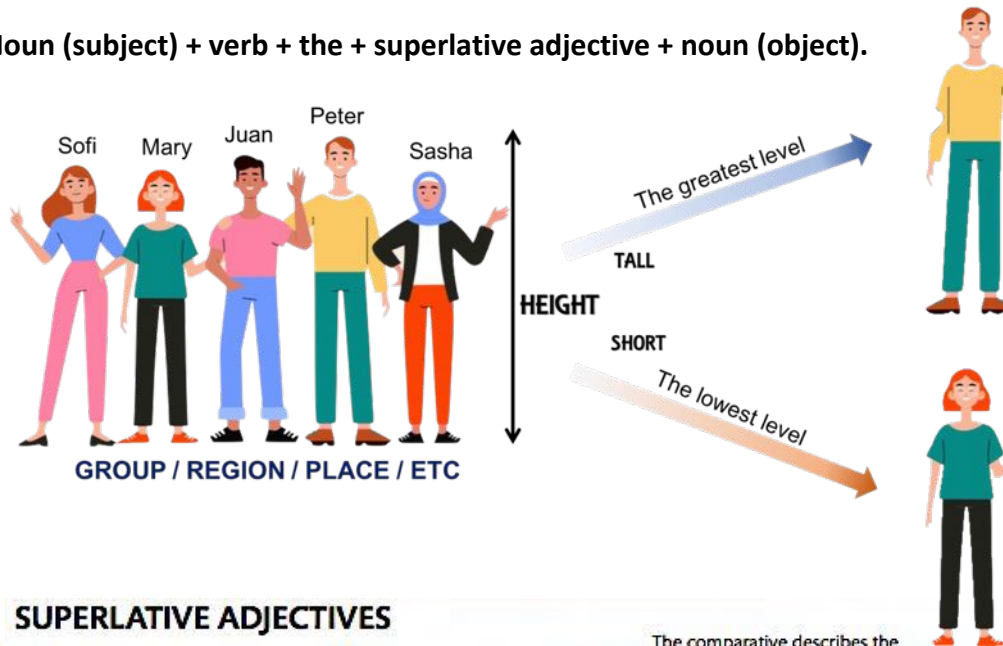 Noun (subject) + verb + the + superlative adjective + noun (object).
Sofi
Mary
Juan
Peter
Sasha
The greatest level
TALL
HEIGHT
SHORT
The lowest level
GROUP / REGION / PLACE / ETC
SUPERLATIVE ADJECTIVES
The comparative describes the